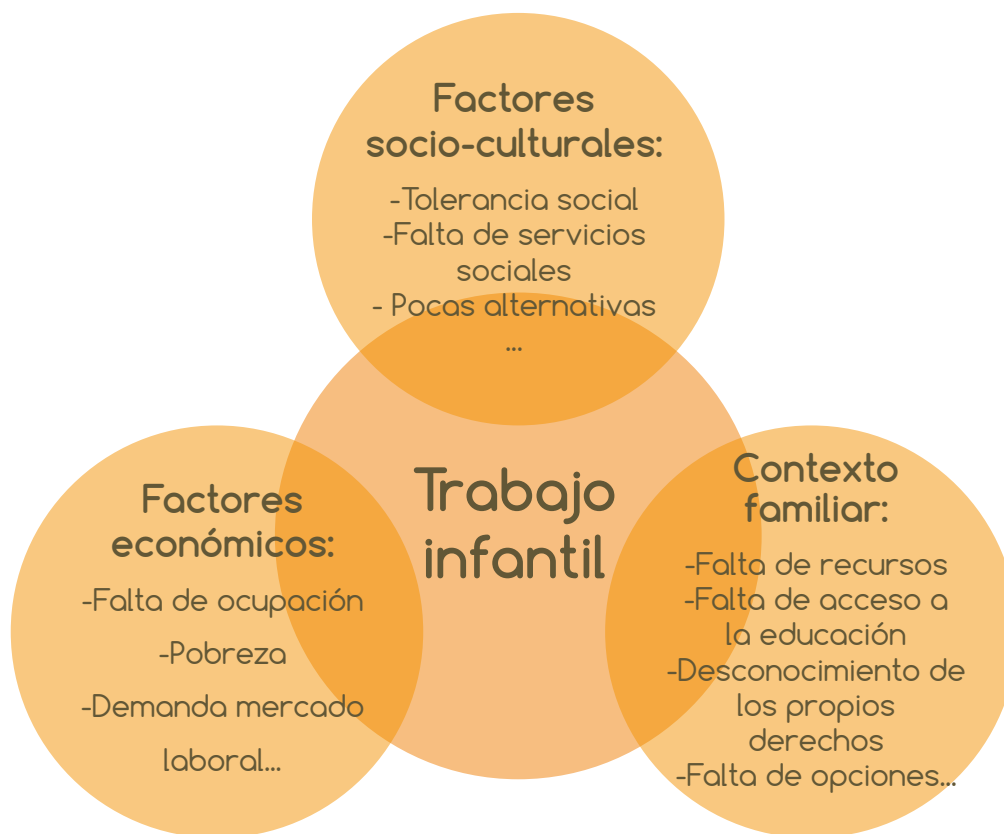 Factores
socio-culturales:
-Tolerancia social
-Falta de servicios
sociales
- Pocas alternativas
...
Trabajo
infantil
Factores
económicos:
-Falta de ocupación
-Pobreza
-Demanda mercado
laboral...
Contexto
familiar:
-Falta de recursos
-Falta de acceso a
la educación
-Desconocimiento de
los propios
derechos
-Falta de opciones...